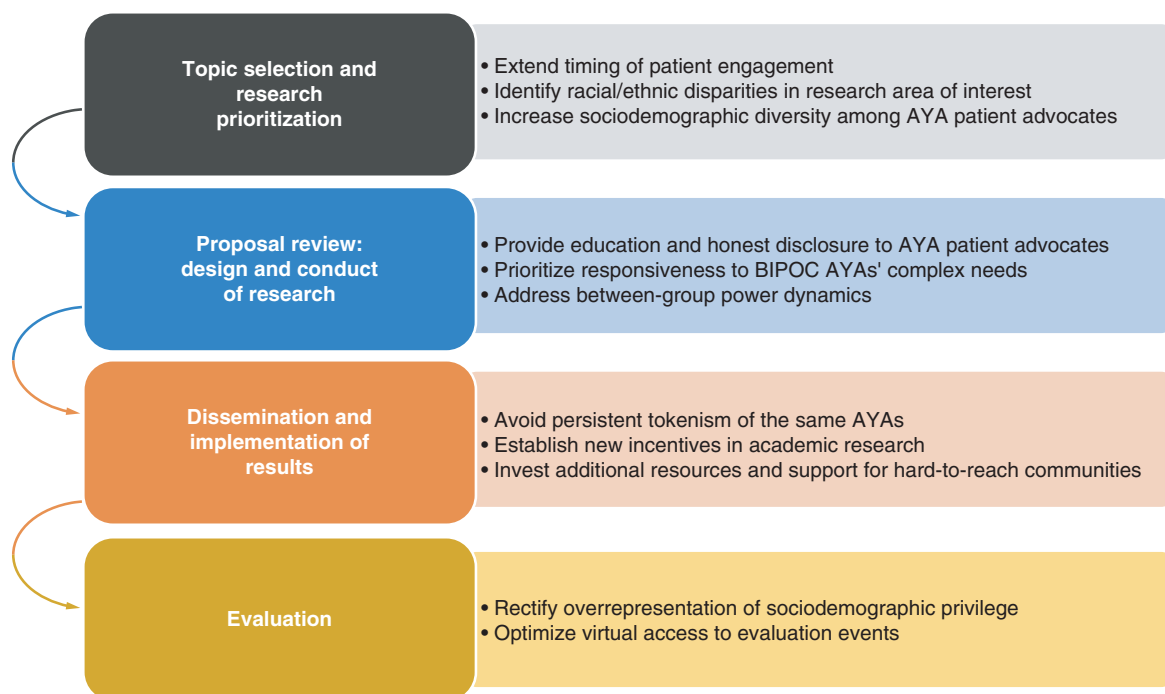 Topic selection and
research
prioritization
• Extend timing of patient engagement
• Identify racial/ethnic disparities in research area of interest
• Increase sociodemographic diversity among AYA patient advocates
Proposal review:
design and conduct
of research
• Provide education and honest disclosure to AYA patient advocates
• Prioritize responsiveness to BIPOC AYAs' complex needs
• Address between-group power dynamics
Dissemination and
implementation of
results
• Avoid persistent tokenism of the same AYAs
• Establish new incentives in academic research
• Invest additional resources and support for hard-to-reach communities
Evaluation
• Rectify overrepresentation of sociodemographic privilege
• Optimize virtual access to evaluation events